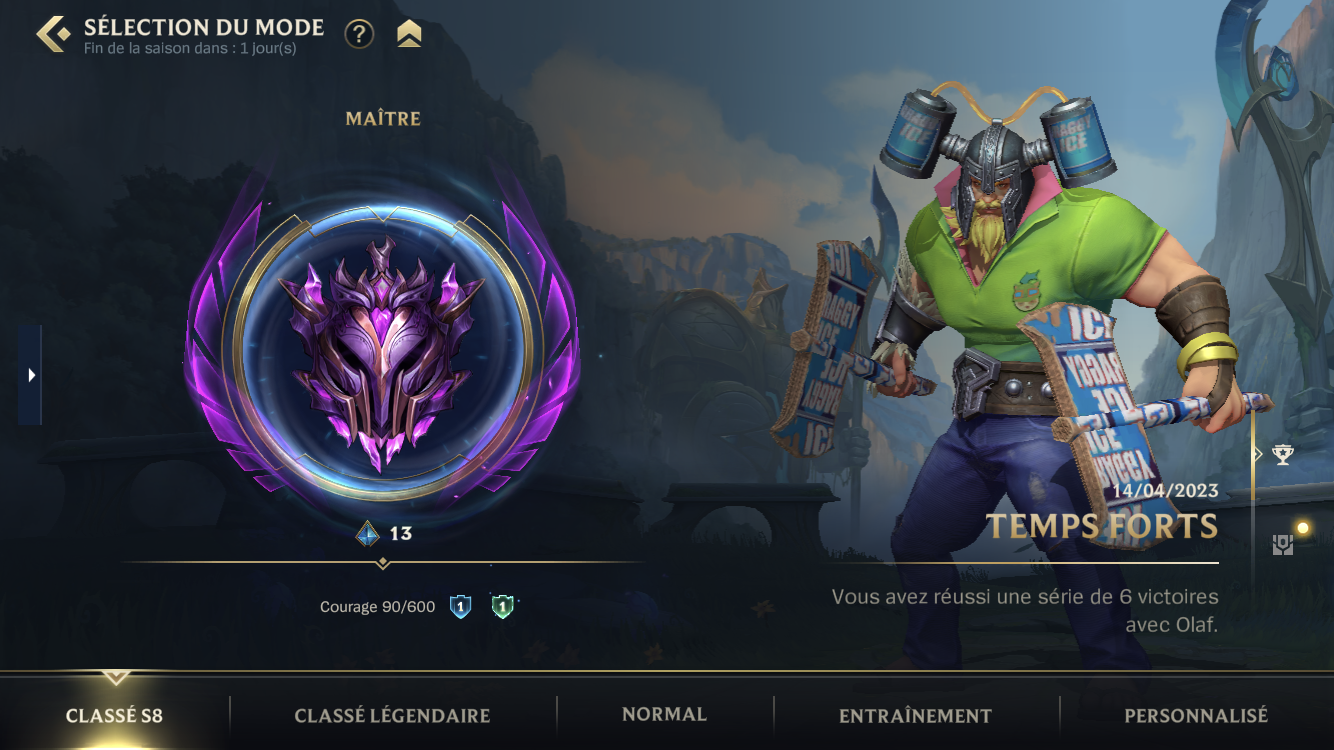 SÉLECTION DU MODE
?
Fin de la saison dans : 1 jour(s)
MAÎTRE
13
Courage 90/600 1 1
14/04/2023
TEMPS FORTS
Vous avez réussi une série de 6 victoires
avec Olaf.
CLASSÉ S8
CLASSÉ LÉGENDAIRE
NORMAL
ENTRAÎNEMENT
PERSONNALISÉ